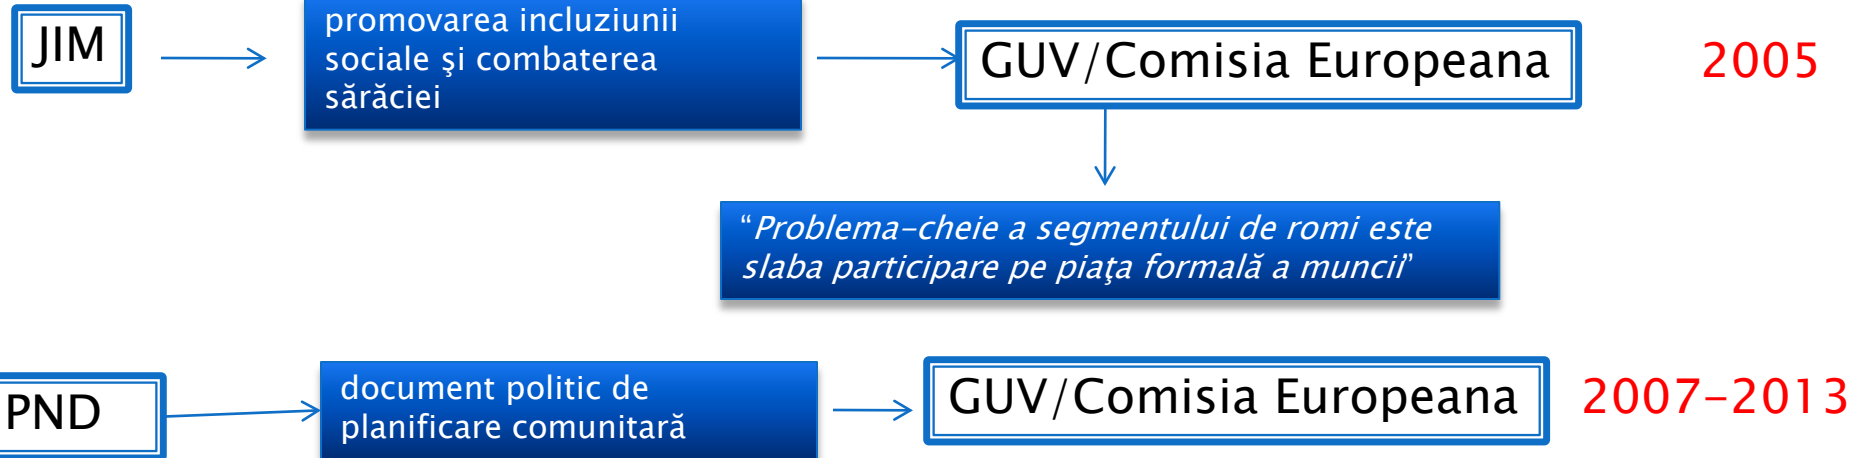 JIM
promovarea incluziunii
sociale şi combaterea
sărăciei
GUV/Comisia Europeana
2005
“Problema-cheie a segmentului de romi este
slaba participare pe piaţa formală a muncii”
PND
document politic de
planificare comunitară
GUV/Comisia Europeana
2007-2013